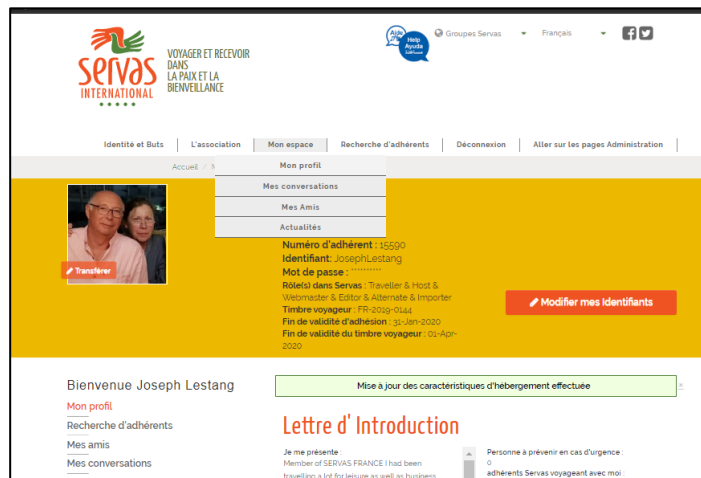 Aide
Help
Ayuda
Groupes Servas
Français
servas
INTERNATIONAL
VOYAGER ET RECEVOIR
DANS
LA PAIX ET LA
BIENVEILLANCE
Identité et Buts
L'association
Mon espace
Recherche d'adhérents
Déconnexion
Aller sur les pages Administration
Accueil /
Mon profil
Mes conversations
Mes Amis
Actualités
Transférer
Numéro d'adhérent : 15590
Identifiant: JosephLestang
Mot de passe : **********
Rôle(s) dans Servas : Traveller & Host &
Webmaster & Editor & Alternate & Importer
Timbre voyageur : FR-2019-0144
Fin de validité d'adhésion : 31-Jan-2020
Fin de validité du timbre voyageur : 01-Apr-
2020
Modifier mes Identifiants
Bienvenue Joseph Lestang
Mon profil
Recherche d'adhérents
Mes amis
Mes conversations
Mise à jour des caractéristiques d'hébergement effectuée
x
Lettre d' Introduction
Je me présente :
Member of SERVAS FRANCE I had been
travelling a lot for leisure as well as business
Personne à prévenir en cas d'urgence :
0
adhérents Servas voyageant avec moi :